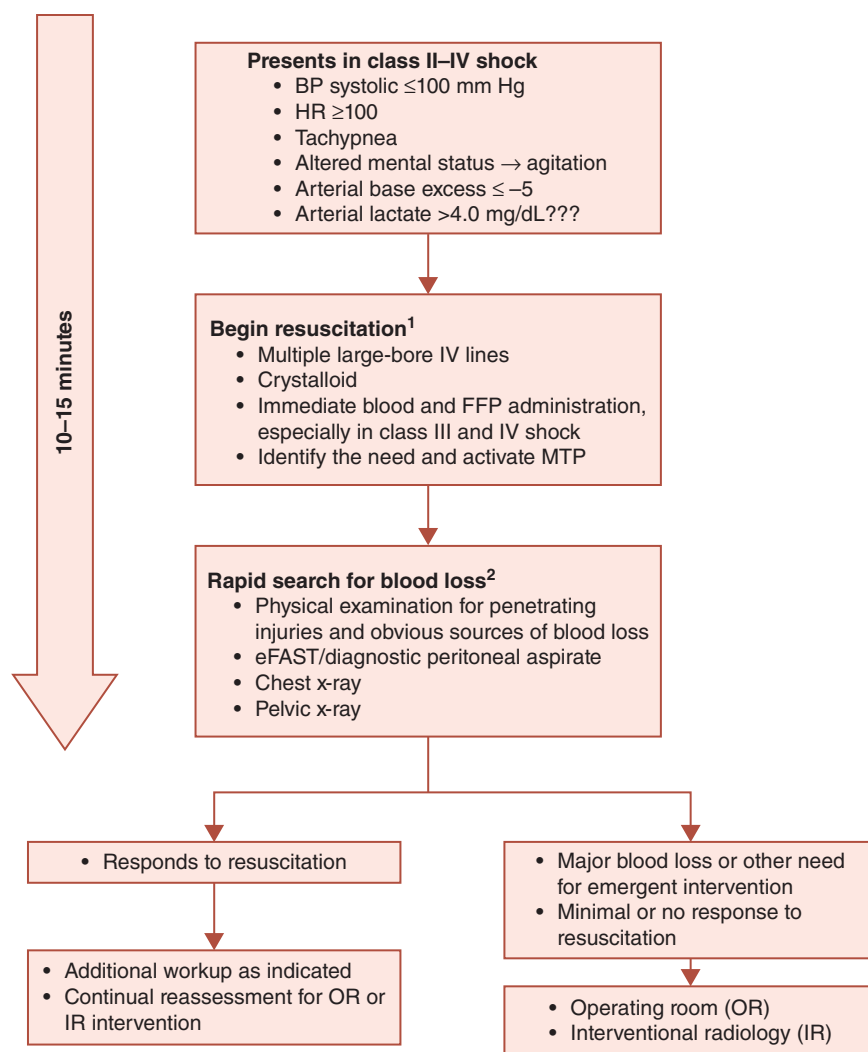 10–15 minutes
Presents in class II–IV shock
• BP systolic ≤100 mm Hg
• HR ≥100
• Tachypnea
• Altered mental status → agitation
• Arterial base excess ≤ –5
• Arterial lactate >4.0 mg/dL???
Begin resuscitation¹
• Multiple large-bore IV lines
• Crystalloid
• Immediate blood and FFP administration,
especially in class III and IV shock
• Identify the need and activate MTP
Rapid search for blood loss²
• Physical examination for penetrating
injuries and obvious sources of blood loss
• eFAST/diagnostic peritoneal aspirate
• Chest x-ray
• Pelvic x-ray
• Responds to resuscitation
• Additional workup as indicated
• Continual reassessment for OR or
IR intervention
• Major blood loss or other need
for emergent intervention
• Minimal or no response to
resuscitation
• Operating room (OR)
• Interventional radiology (IR)